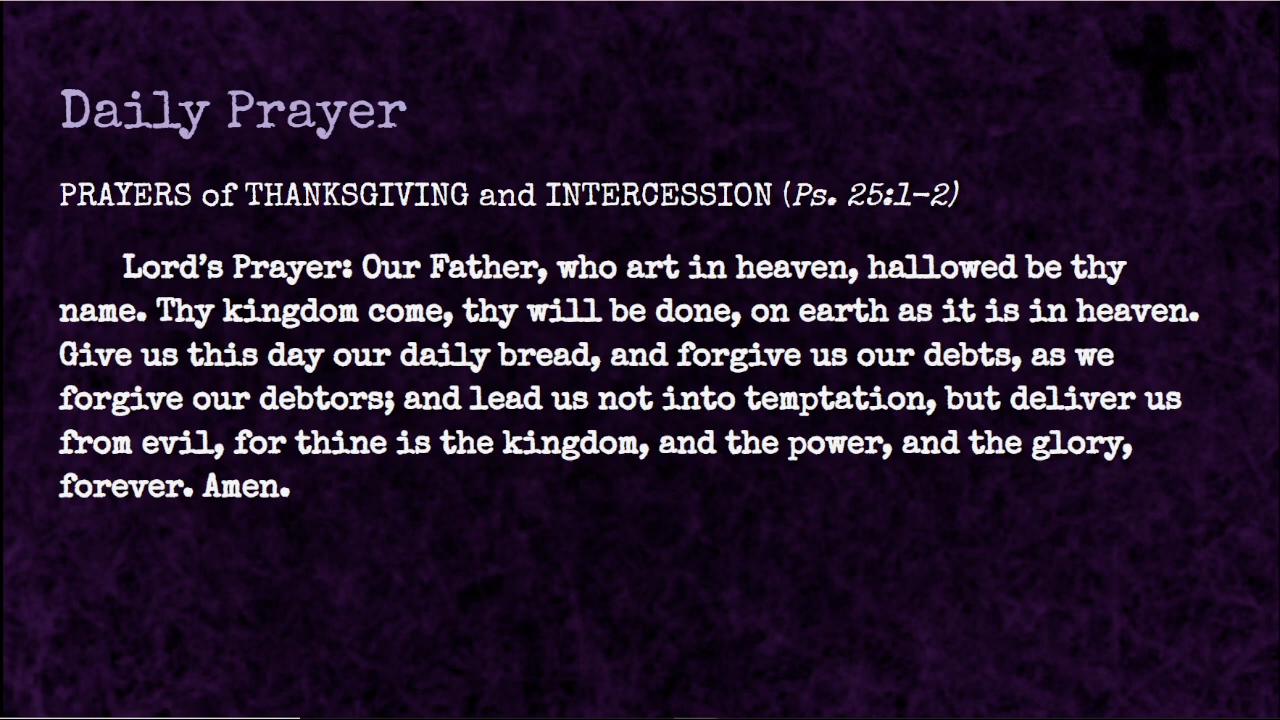 Daily Prayer
PRAYERS of THANKSGIVING and INTERCESSION (Ps. 25:1-2)
Lord's Prayer: Our Father, who art in heaven, hallowed be thy
name. Thy kingdom come, thy will be done, on earth as it is in heaven.
Give us this day our daily bread, and forgive us our debts, as we
forgive our debtors; and lead us not into temptation, but deliver us
from evil, for thine is the kingdom, and the power, and the glory,
forever. Amen.